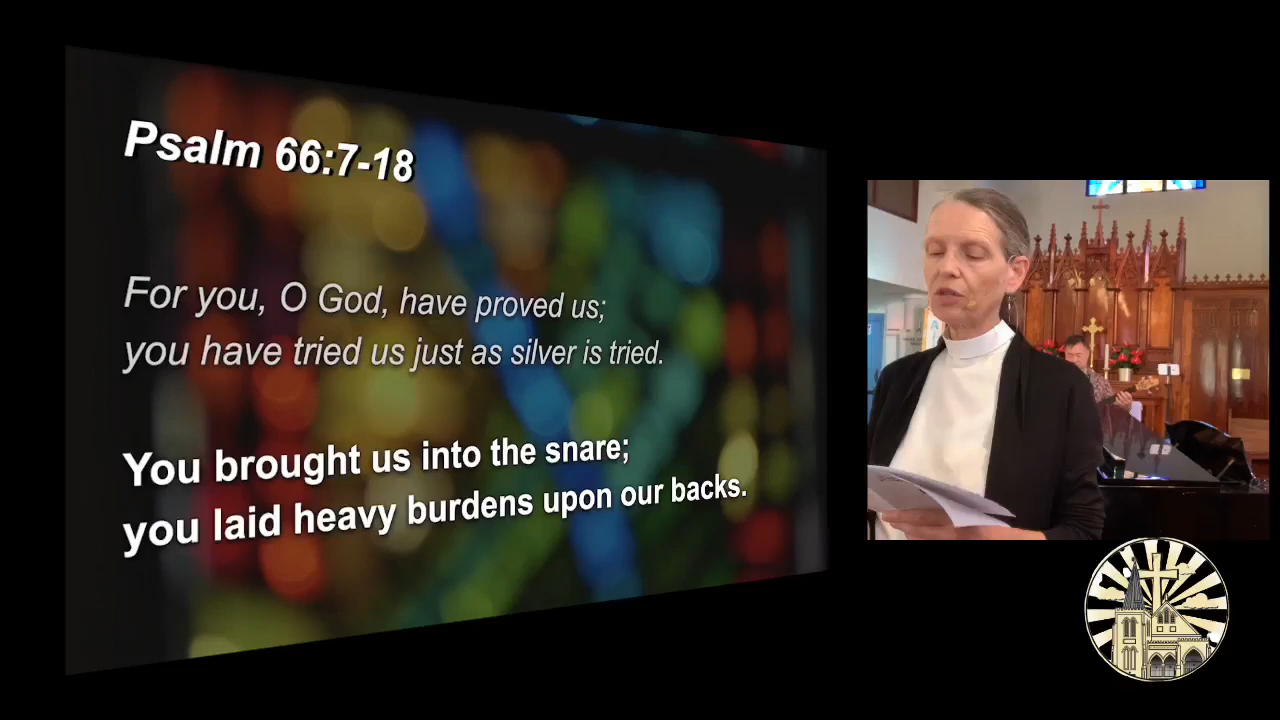 Psalm 66:7-18
For you, O God, have proved us;
you have tried us just as silver is tried.
You brought us into the snare;
you laid heavy burdens upon our backs.